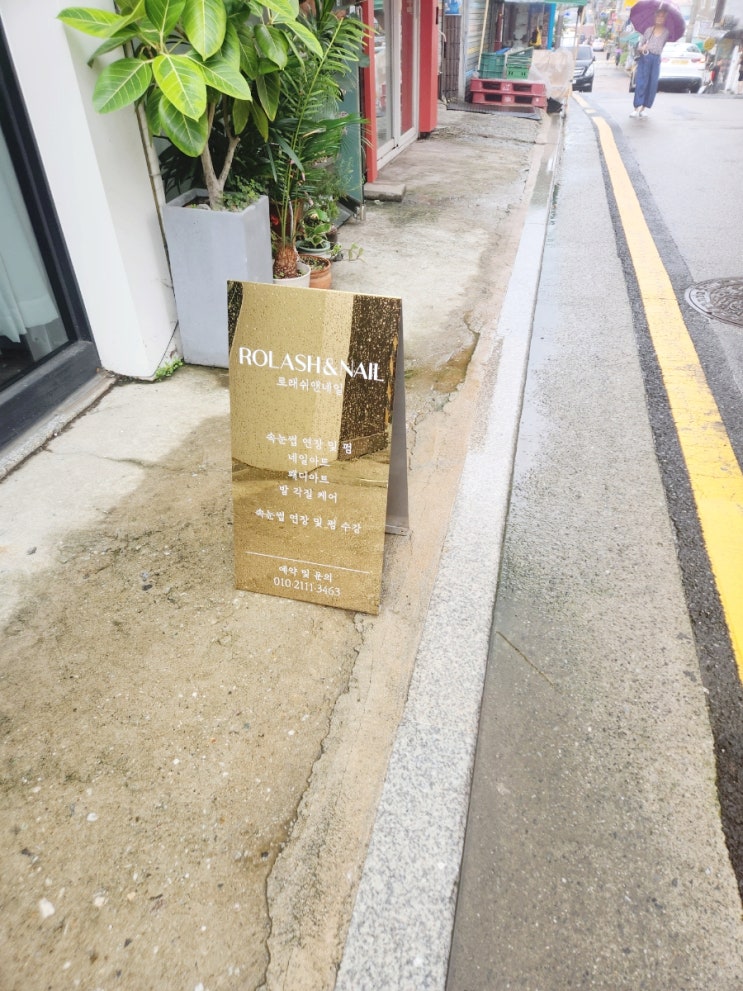 ROLASH&NAIL
로래쉬앤네일
속눈썹 연장 및 펌
네일아트
패디아트
발 각질 케어
속눈썹 연장 및 펌 수강
예약 및 문의
010·2111·3463